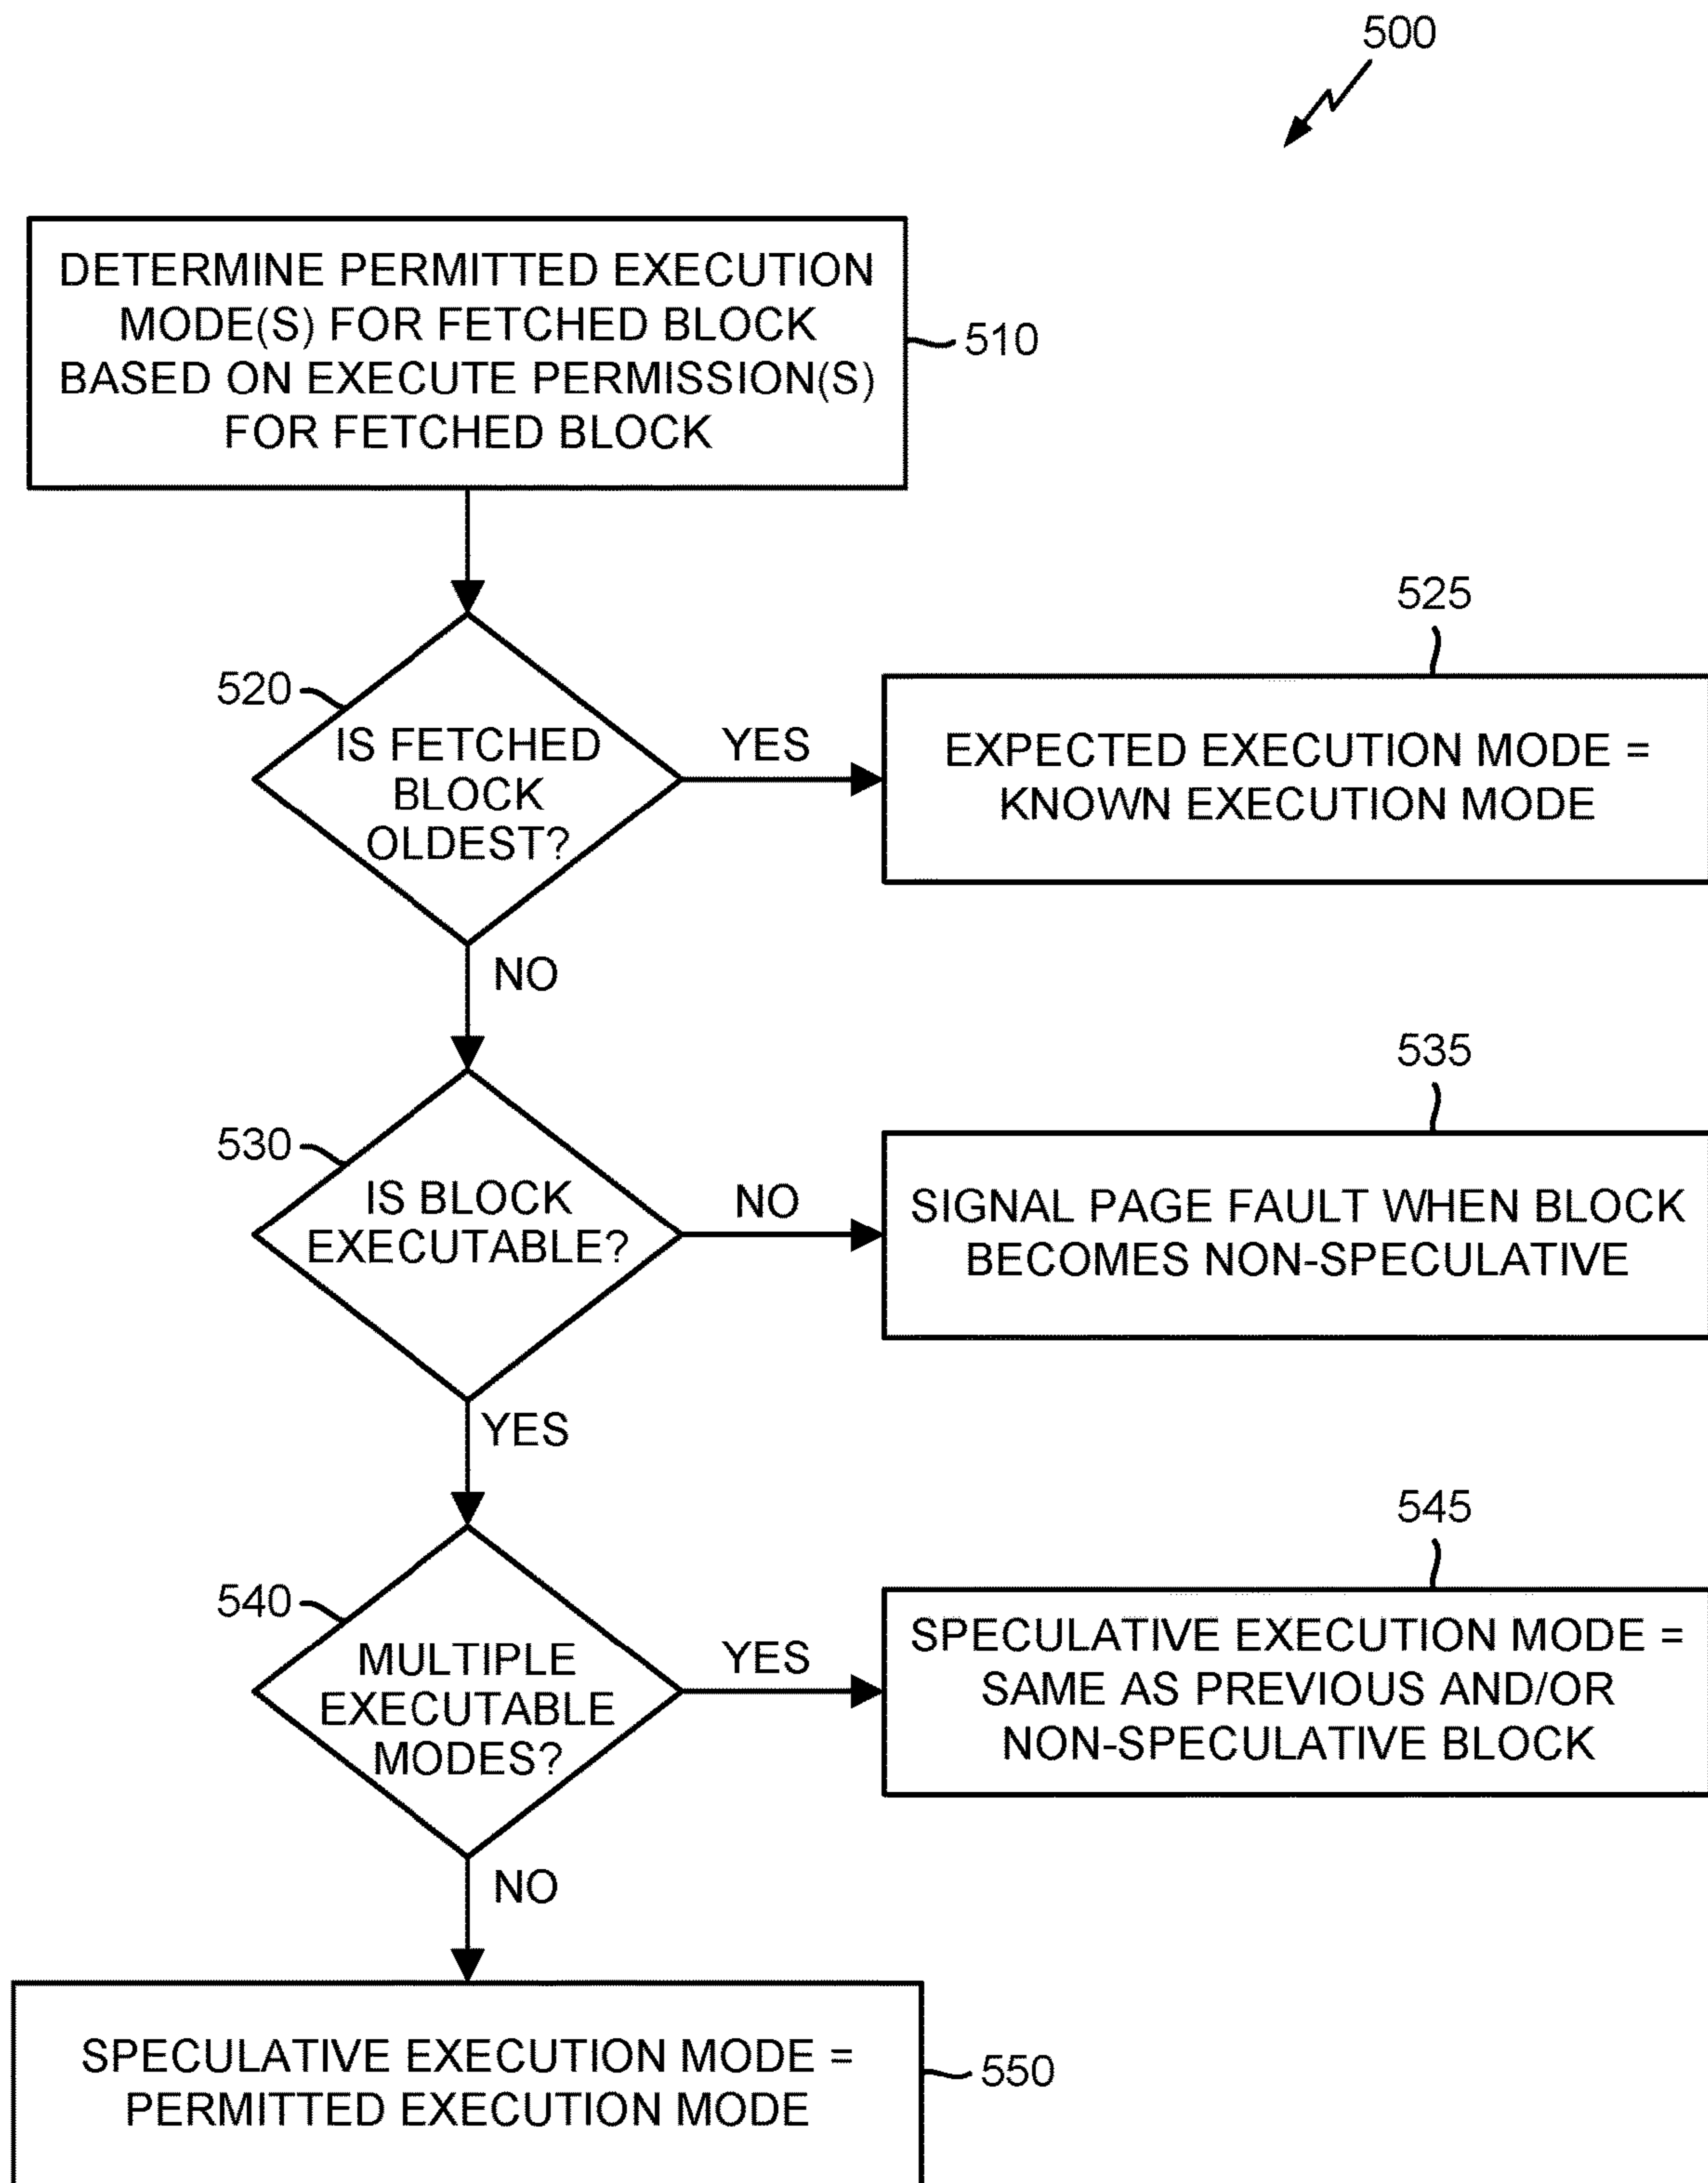 500
DETERMINE PERMITTED EXECUTION
MODE(S) FOR FETCHED BLOCK
BASED ON EXECUTE PERMISSION(S)
FOR FETCHED BLOCK
510
520
IS FETCHED
BLOCK
OLDEST?
YES
525
EXPECTED EXECUTION MODE =
KNOWN EXECUTION MODE
NO
530
IS BLOCK
EXECUTABLE?
NO
535
SIGNAL PAGE FAULT WHEN BLOCK
BECOMES NON-SPECULATIVE
YES
540
MULTIPLE
EXECUTABLE
MODES?
YES
545
SPECULATIVE EXECUTION MODE =
SAME AS PREVIOUS AND/OR
NON-SPECULATIVE BLOCK
NO
SPECULATIVE EXECUTION MODE =
PERMITTED EXECUTION MODE
550